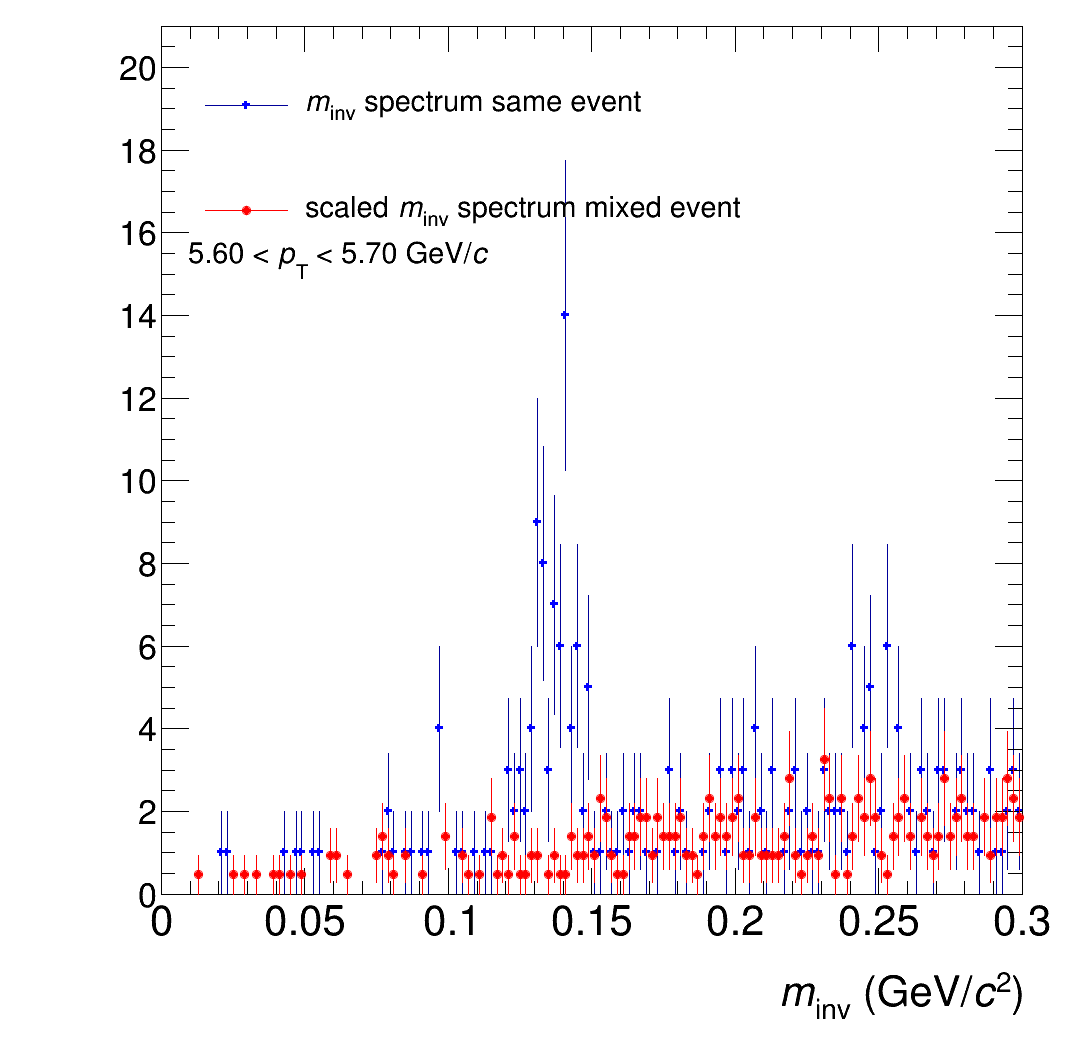 20
18
16
14
12
10
8
6
4
2
0
m_inv spectrum same event
scaled m_inv spectrum mixed event
5.60 < p_T < 5.70 GeV/c
0 0.05 0.1 0.15 0.2 0.25 0.3
m_inv (GeV/c²)